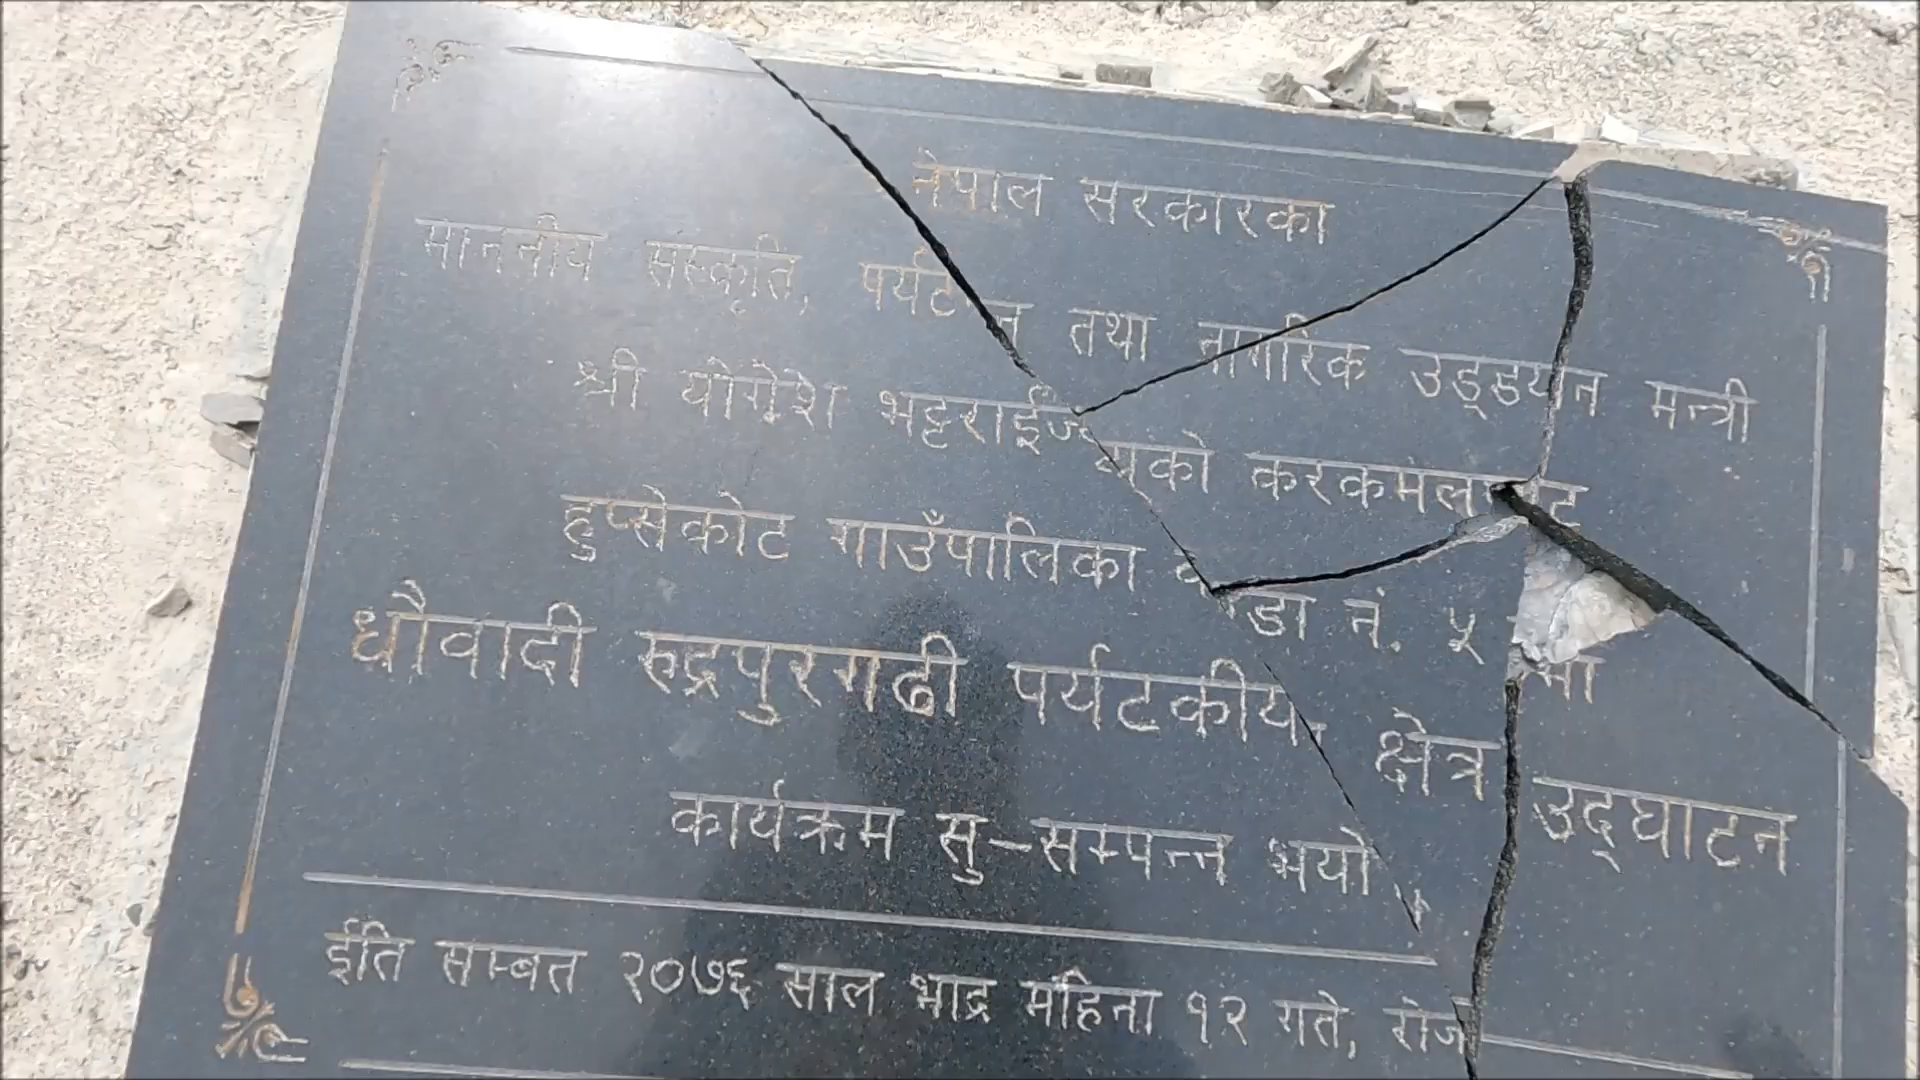 नेपाल सरकारका
माननीय संस्कृति, पर्यटन तथा नागरिक उड्डयन मन्त्री
श्री योगेश भट्टराईज्यूको करकमलबाट
हुप्सेकोट गाउँपालिका वडा नं. ५ मा
धौवादी रुद्रपुरगढी पर्यटकीय क्षेत्र उद्घाटन
कार्यक्रम सु-सम्पन्न भयो ।
ईति सम्बत २०७६ साल भाद्र महिना १२ गते, रोज